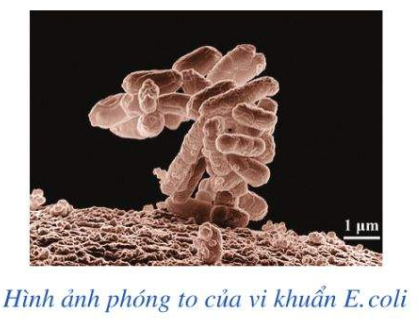 1 µm
Hình ảnh phóng to của vi khuẩn E.coli